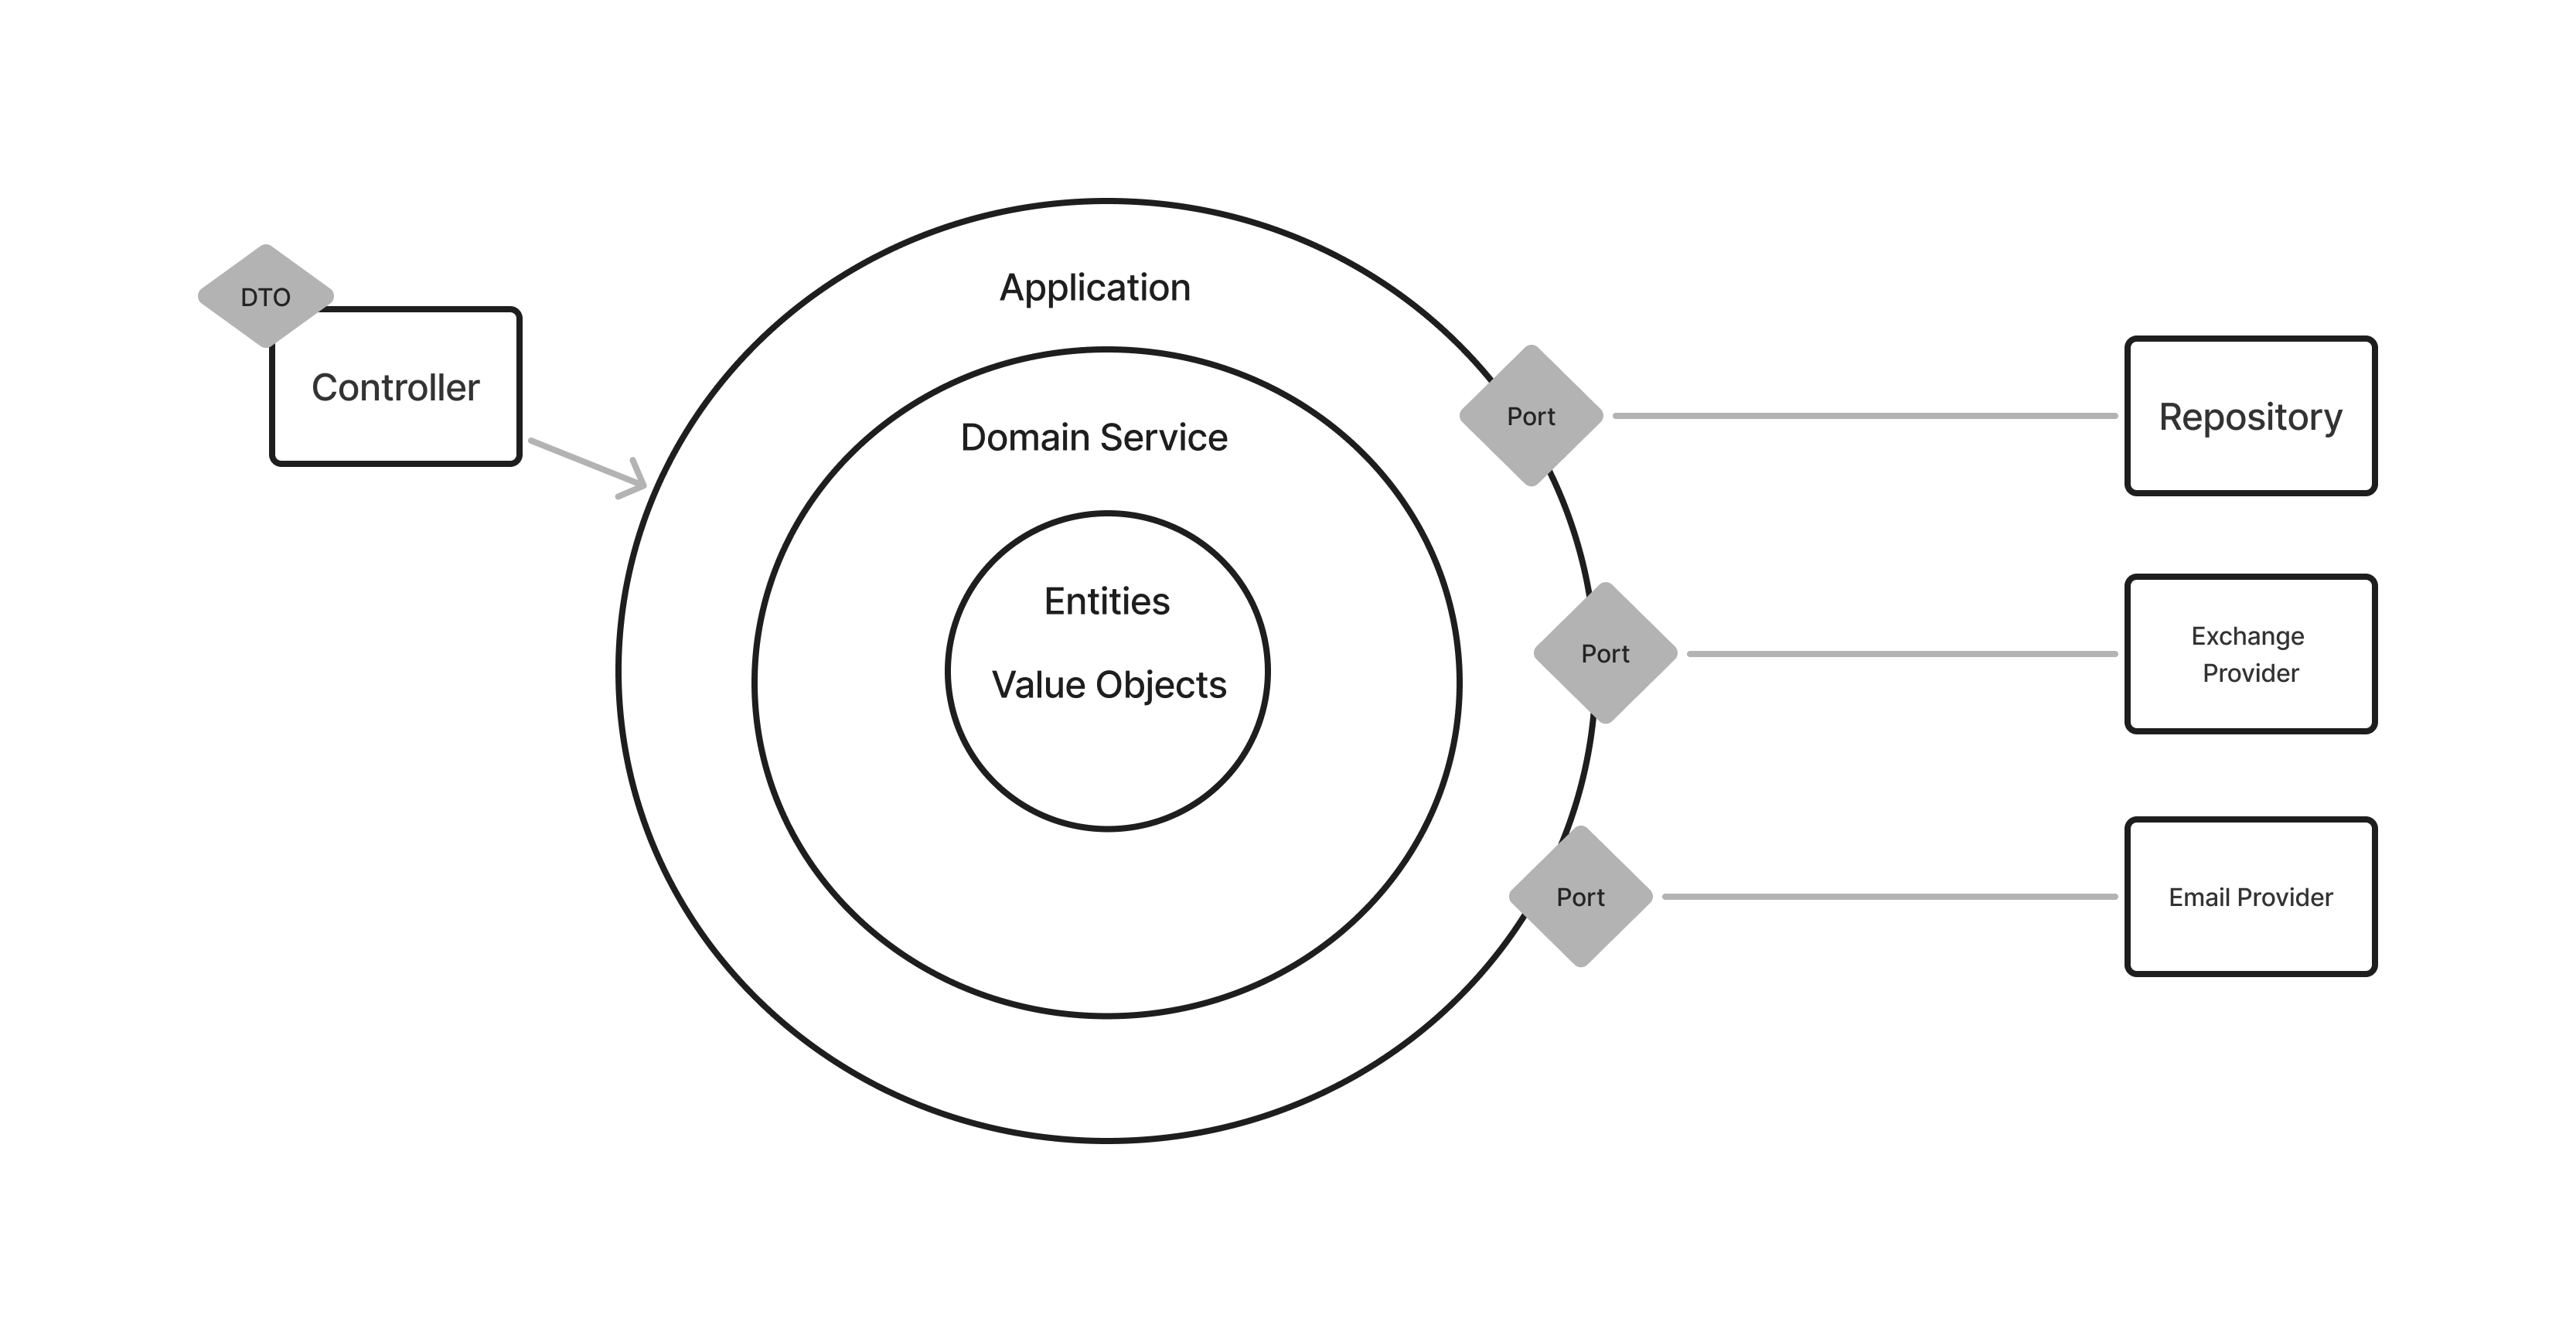 DTO
Controller
Application
Domain Service
Entities
Value Objects
Port
Repository
Port
Exchange
Provider
Port
Email Provider